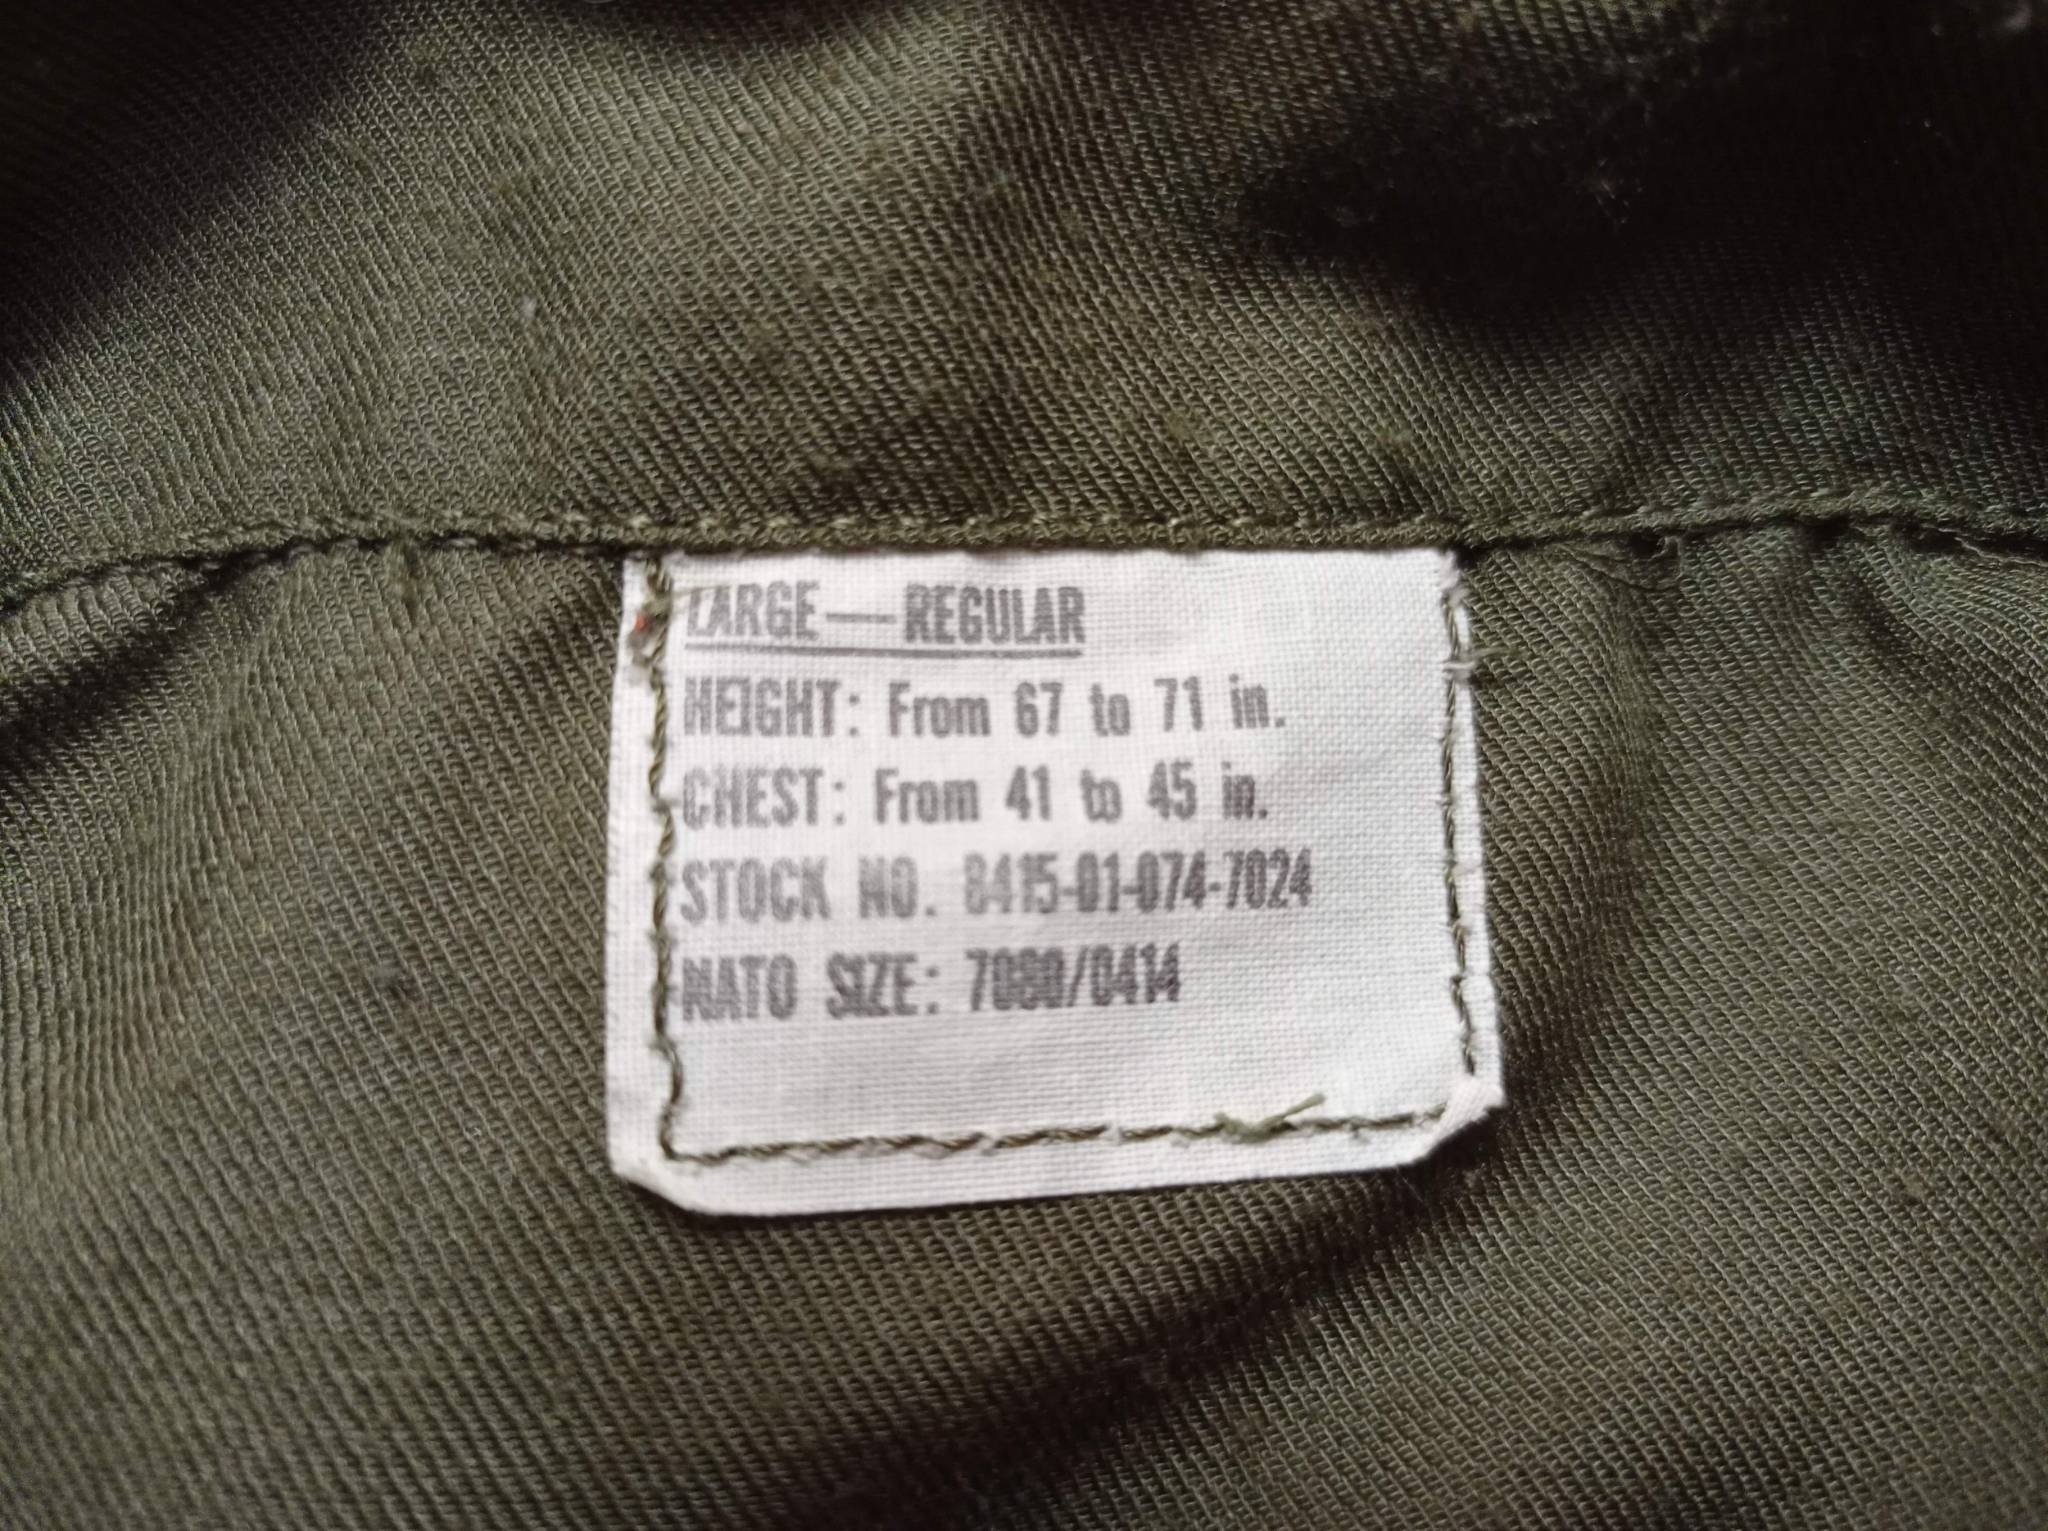 LARGE—REGULAR
HEIGHT: From 67 to 71 in.
CHEST: From 41 to 45 in.
STOCK NO. 8415-01-074-7024
NATO SIZE: 7080/0414